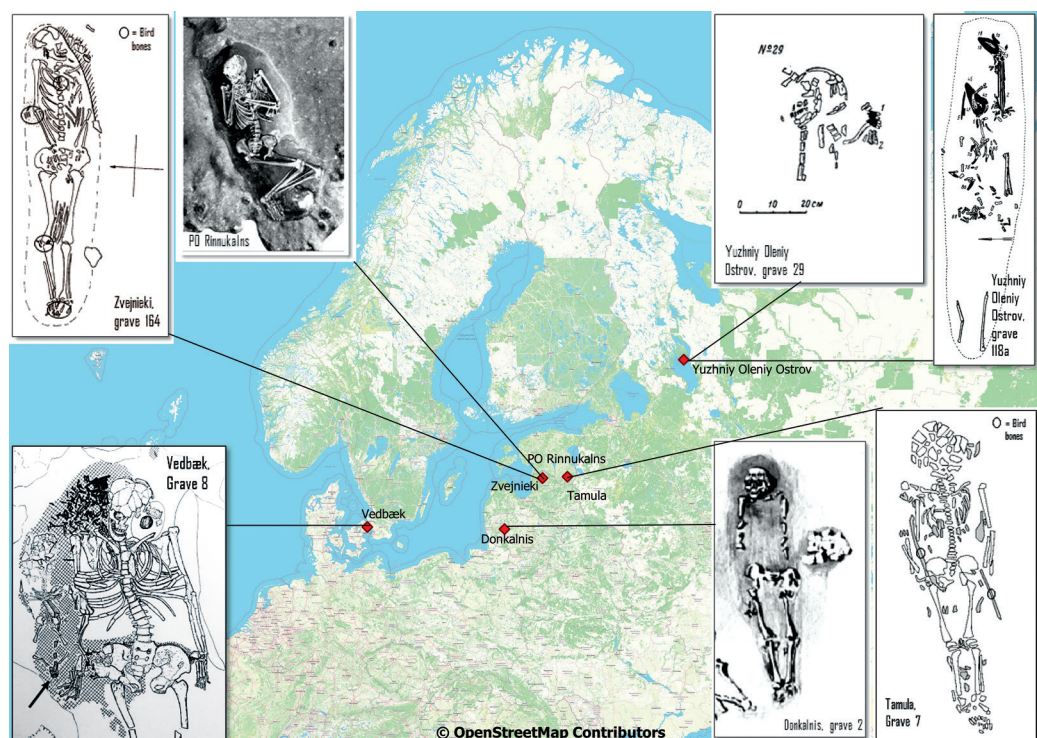 = Bird
bones
Zvejnieki,
grave 164
PO Rinnukalns
№29
1
2
0 10 20 см
Yuzhniy Oleniy
Ostrov, grave 29
Yuzhniy
Oleniy
Ostrov,
grave
118a
Yuzhniy Oleniy Ostrov
PO Rinnukalns
Zvejnieki
Tamula
Vedbæk
Donkalnis
Vedbæk,
Grave 8
Donkalnis, grave 2
= Bird
bones
Tamula,
Grave 7
© OpenStreetMap Contributors